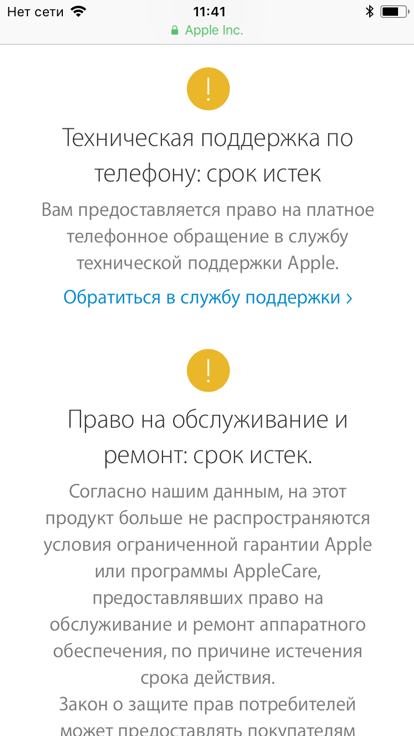 Нет сети 11:41
Apple Inc.
Техническая поддержка по
телефону: срок истек
Вам предоставляется право на платное
телефонное обращение в службу
технической поддержки Apple.
Обратиться в службу поддержки >
Право на обслуживание и
ремонт: срок истек.
Согласно нашим данным, на этот
продукт больше не распространяются
условия ограниченной гарантии Apple
или программы AppleCare,
предоставлявших право на
обслуживание и ремонт аппаратного
обеспечения, по причине истечения
срока действия.
Закон о защите прав потребителей
может предоставлять покупателям